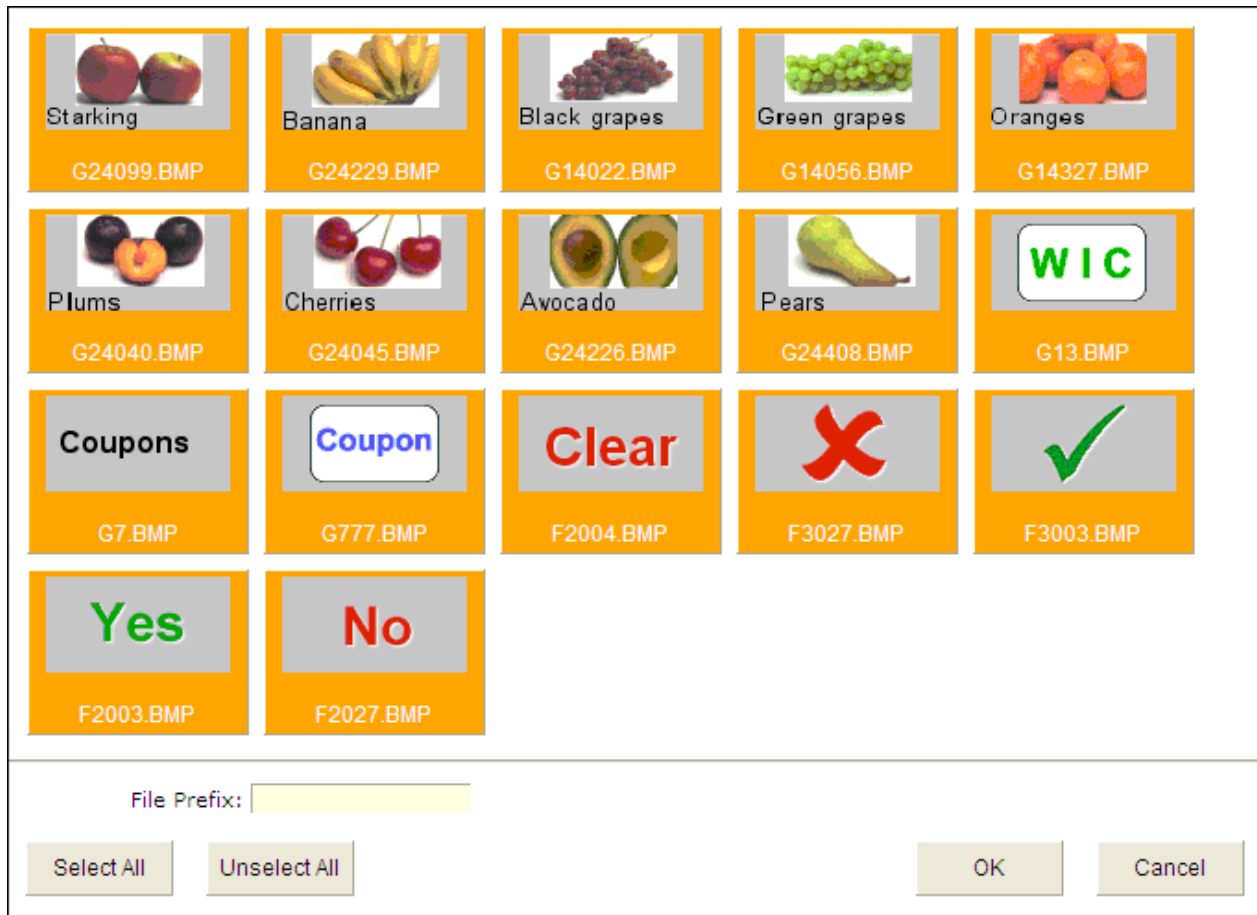 Starking
Banana
Black grapes
Green grapes
Oranges
G24099.BMP
G24229.BMP
G14022.BMP
G14056.BMP
G14327.BMP
Plums
Cherries
Avocado
Pears
W I C
G24040.BMP
G24045.BMP
G24226.BMP
G24408.BMP
G13.BMP
Coupons
Coupon
Clear
G7.BMP
G777.BMP
F2004.BMP
F3027.BMP
F3003.BMP
Yes
No
F2003.BMP
F2027.BMP
File Prefix:
Select All
Unselect All
OK
Cancel